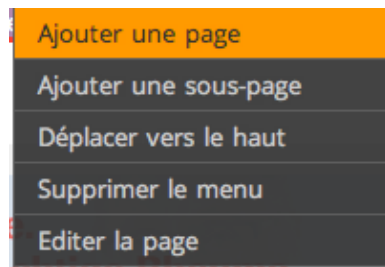 Ajouter une page
Ajouter une sous-page
Déplacer vers le haut
Supprimer le menu
Editer la page